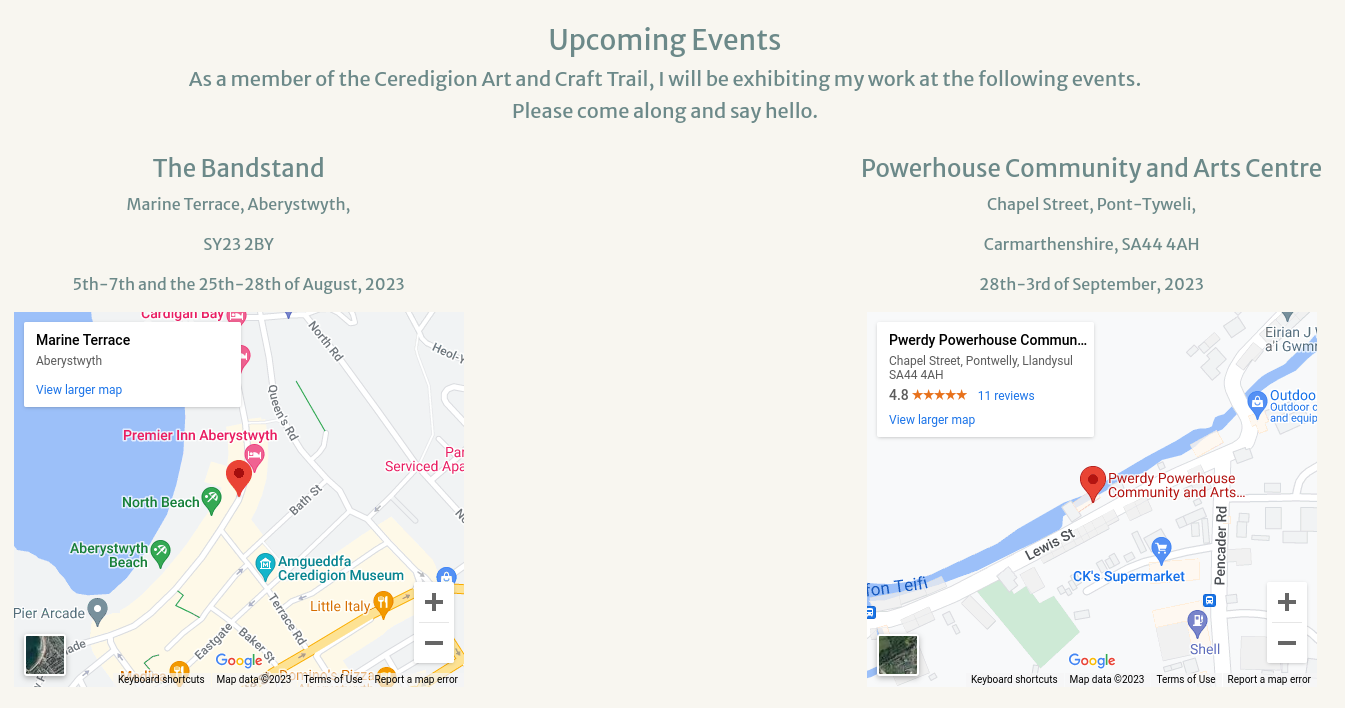 Upcoming Events
As a member of the Ceredigion Art and Craft Trail, I will be exhibiting my work at the following events.
Please come along and say hello.
The Bandstand
Marine Terrace, Aberystwyth,
SY23 2BY
5th-7th and the 25th-28th of August, 2023
Cardigan Bay
Marine Terrace
Aberystwyth
View larger map
North Rd
Heol-Y
Queen's Rd
Premier Inn Aberystwyth
Serviced Apa
North Beach
Bath St
Aberystwyth
Beach
Amgueddfa
Ceredigion Museum
Pier Arcade
Little Italy
Terrace Rd
Eastgate
Baker St
Google
Domino's Pizza
Keyboard shortcuts Map data ©2023 Terms of Use Report a map error
Powerhouse Community and Arts Centre
Chapel Street, Pont-Tyweli,
Carmarthenshire, SA44 4AH
28th-3rd of September, 2023
Pwerdy Powerhouse Commun...
Chapel Street, Pontwelly, Llandysul
SA44 4AH
4.8 ★★★★★ 11 reviews
View larger map
Eirian J
a'i Gwmn
Outdoo
Outdoor c
and equip
Pwerdy Powerhouse
Community and Arts...
Lewis St
Pencader Rd
CK's Supermarket
fon Teifi
Shell
Google
Keyboard shortcuts Map data ©2023 Terms of Use Report a map error